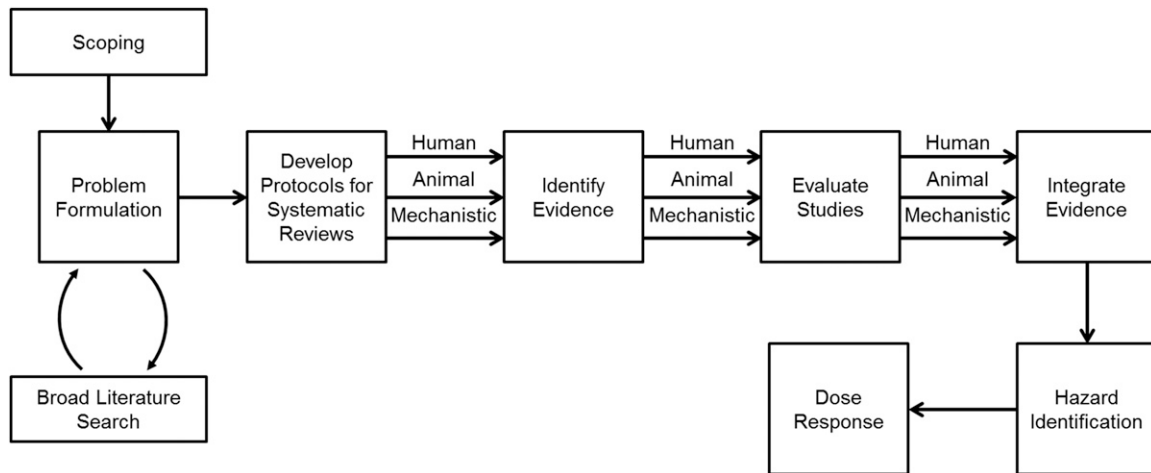 Scoping
Problem
Formulation
Broad Literature
Search
Develop
Protocols for
Systematic
Reviews
Human
Animal
Mechanistic
Identify
Evidence
Human
Animal
Mechanistic
Evaluate
Studies
Human
Animal
Mechanistic
Integrate
Evidence
Hazard
Identification
Dose
Response